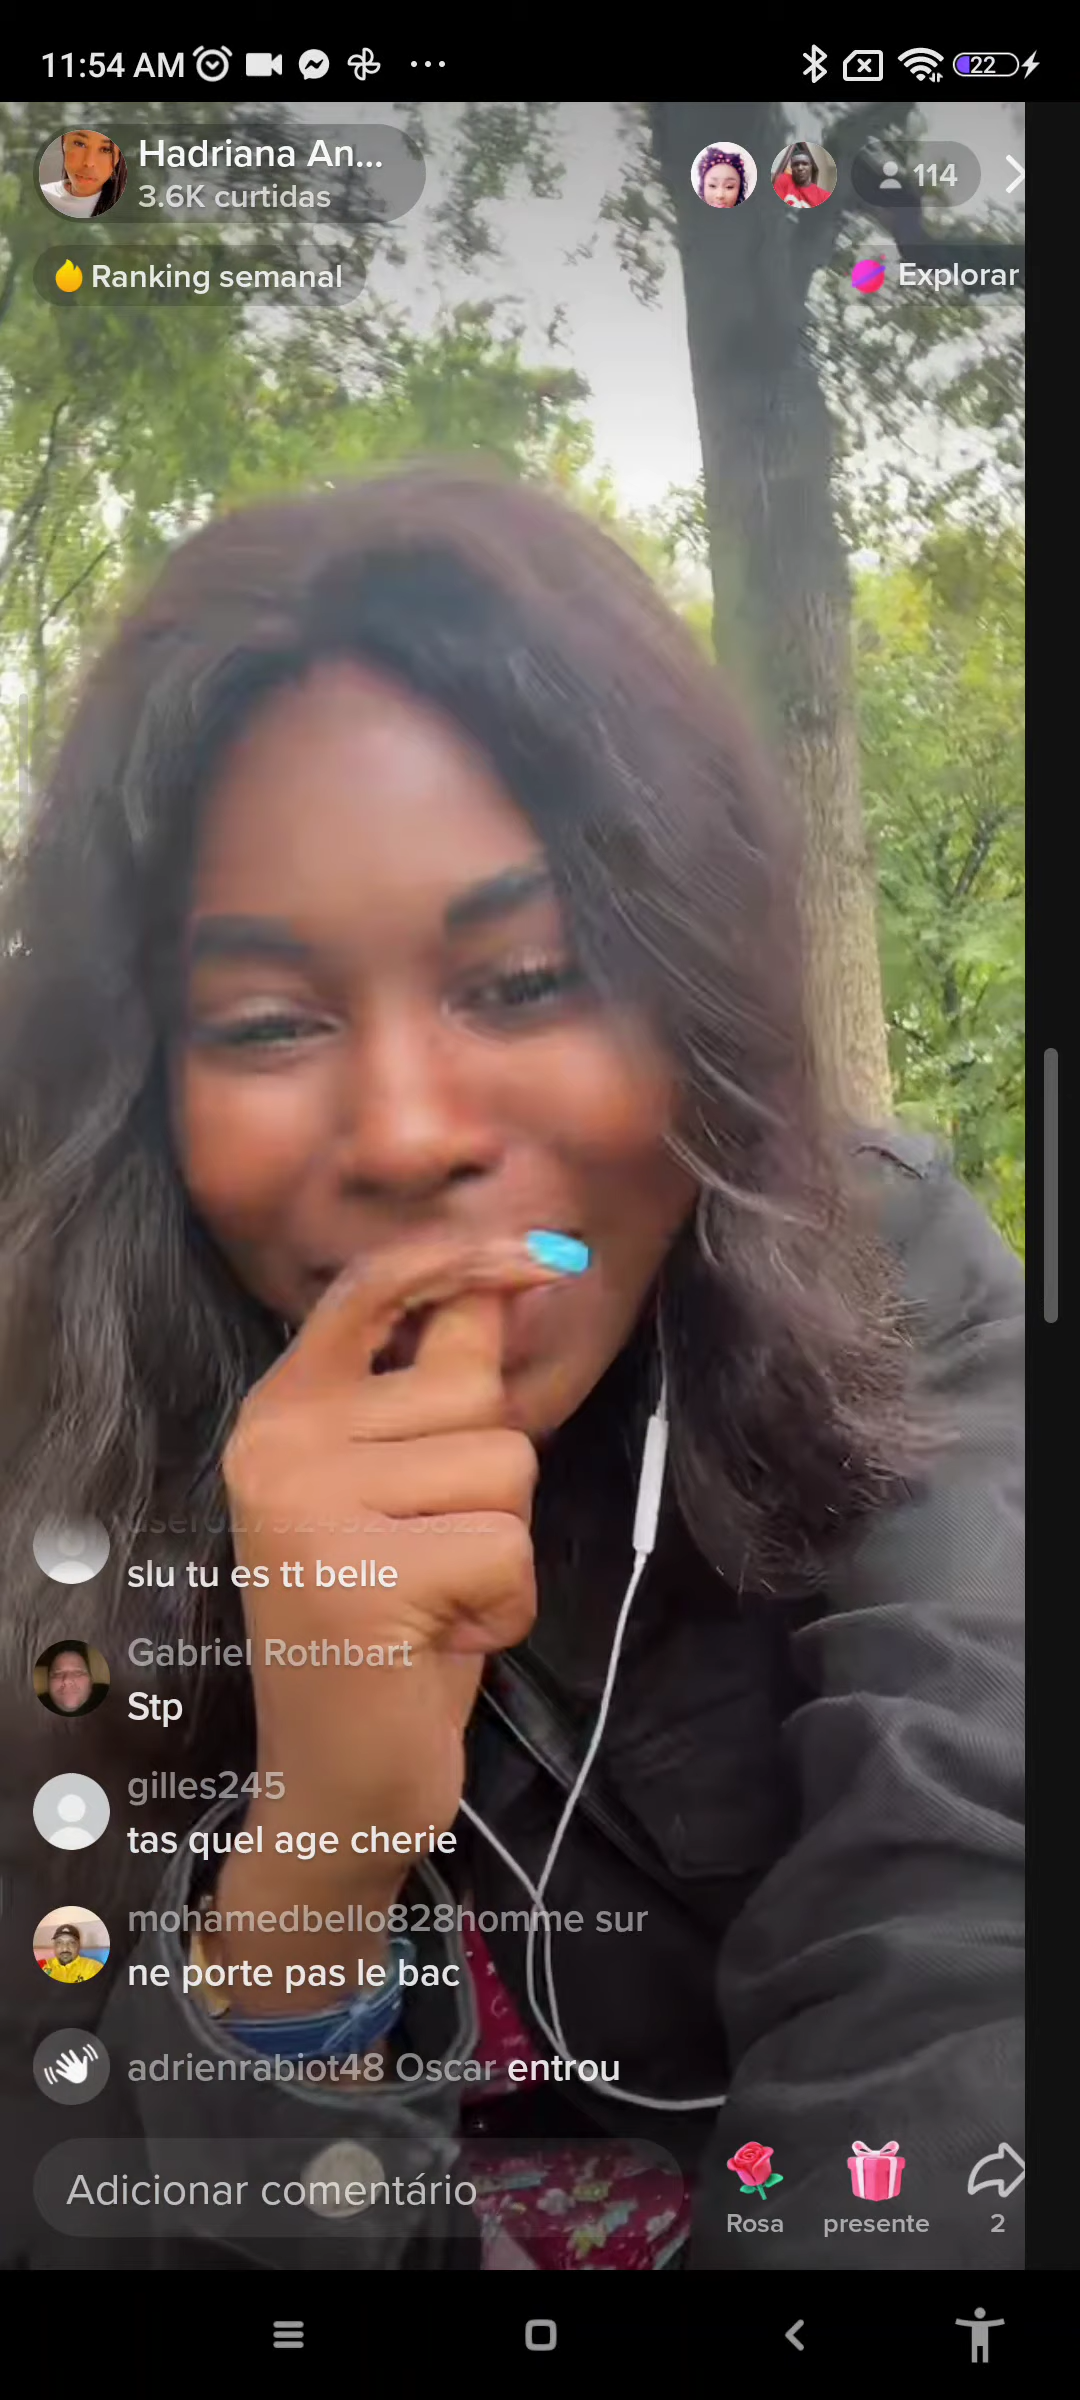 11:54 AM
22
Hadriana An...
3.6K curtidas
114
Ranking semanal
Explorar
slu tu es tt belle
Gabriel Rothbart
Stp
gilles245
tas quel age cherie
mohamedbello828homme sur
ne porte pas le bac
adrienrabiot48 Oscar entrou
Adicionar comentário
Rosa
presente
2